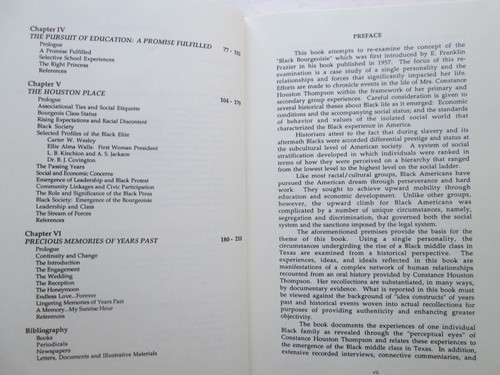 Chapter IV
THE PURSUIT OF EDUCATION: A PROMISE FULFILLED 77 - 103
Prologue
A Promise Fulfilled
Selective School Experiences
The Right Princess
References
Chapter V
THE HOUSTON PLACE 104 - 179
Prologue
Associational Ties and Social Etiquette
Bourgeois Class Status
Rising Expectations and Racial Discontent
Black Society
Selected Profiles of the Black Elite
Carter W. Wesley
Ellie Alma Walls: First Woman President
L. B. Kinchion and A. S. Jackson
Dr. B. J. Covington
The Passing Years
Social and Economic Concerns
Emergence of Leadership and Black Protest
Community Linkages and Civic Participation
The Role and Significance of the Black Press
Black Society: Emergence of the Bourgeoisie
Leadership and Class
The Stream of Forces
References
Chapter VI
PRECIOUS MEMORIES OF YEARS PAST 180 - 233
Prologue
Continuity and Change
The Introduction
The Engagement
The Wedding
The Reception
The Honeymoon
Endless Love...Forever
Lingering Memories of Years Past
A Memory...My Sunrise Hour
References
Bibliography
Books
Periodicals
Newspapers
Letters, Documents and Illustrative Materials
PREFACE
This book attempts to re-examine the concept of the
"Black Bourgeoisie" which was first introduced by E. Franklin
Frazier in his book published in 1957. The focus of this re-
examination is a case study of a single personality and the
relationships and forces that significantly impacted her life.
Efforts are made to chronicle events in the life of Mrs. Constance
Houston Thompson within the framework of her primary and
secondary group experiences. Careful consideration is given to
several historical theses about Black life as it emerged: Economic
conditions and the accompanying social status; and the standards
of behavior and values of the isolated social world that
characterized the Black experience in America.
Historians attest to the fact that during slavery and its
aftermath Blacks were accorded differential prestige and status at
the subcultural level of American society. A system of social
stratification developed in which individuals were ranked in
terms of how they were perceived on a hierarchy that ranged
from the lowest level to the highest level on the social ladder.
Like most racial/cultural groups, Black Americans have
pursued the American dream through perseverance and hard
work. They sought to achieve upward mobility through
education and economic development. Unlike other groups,
however, the upward climb for Black Americans was
complicated by a number of unique circumstances, namely,
segregation and discrimination, that governed both the social
system and the sanctions imposed by the legal system.
The aforementioned premises provide the basis for the
theme of this book. Using a single personality, the
circumstances undergirding the rise of a Black middle class in
Texas are examined from a historical perspective. The
experiences, ideas, and ideals reflected in this book are
manifestations of a complex network of human relationships
recounted from an oral history provided by Constance Houston
Thompson. Her recollections are substantiated, in many ways,
by documentary evidence. What is reported in this book must
be viewed against the background of "idea constructs" of years
past and historical events woven into actual recollections for
purposes of providing authenticity and enhancing greater
objectivity.
The book documents the experiences of one individual
Black family as revealed through the "perceptual eyes" of
Constance Houston Thompson and relates these experiences to
the emergence of the Black middle class in Texas. In addition,
extensive recorded interviews, connective commentaries, and
vii